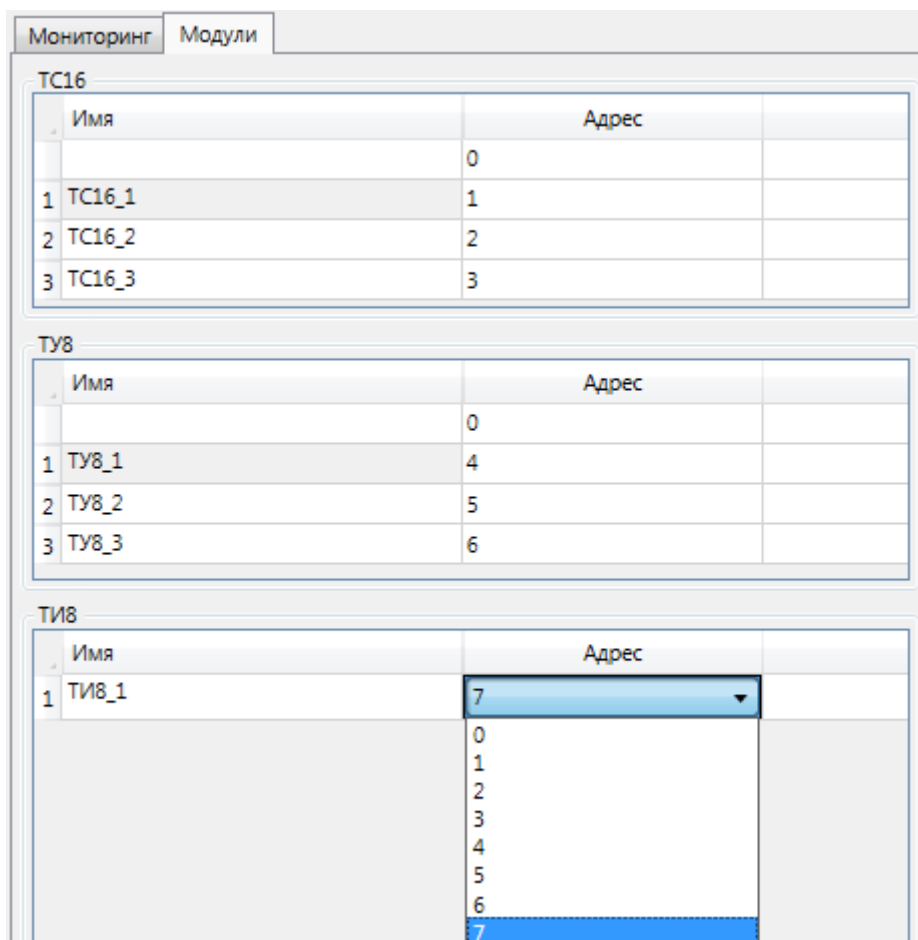 Мониторинг Модули
ТС16
Имя Адрес
0
1 ТС16_1 1
2 ТС16_2 2
3 ТС16_3 3
ТУ8
Имя Адрес
0
1 ТУ8_1 4
2 ТУ8_2 5
3 ТУ8_3 6
ТИ8
Имя Адрес
1 ТИ8_1 7
0
1
2
3
4
5
6
7